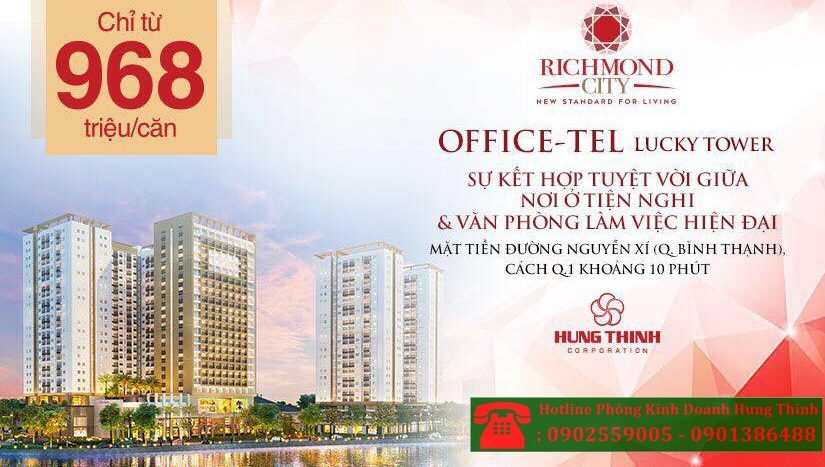 Chỉ từ
968
triệu/căn
RICHMOND
CITY
NEW STANDARD FOR LIVING
OFFICE-TEL LUCKY TOWER
SỰ KẾT HỢP TUYỆT VỜI GIỮA
NƠI Ở TIỆN NGHI
& VĂN PHÒNG LÀM VIỆC HIỆN ĐẠI
MẶT TIỀN ĐƯỜNG NGUYỄN XÍ (Q. BÌNH THẠNH),
CÁCH Q.1 KHOẢNG 10 PHÚT
HUNG THINH
CORPORATION
Hotline Phòng Kinh Doanh Hung Thinh
: 0902559005 - 0901386488